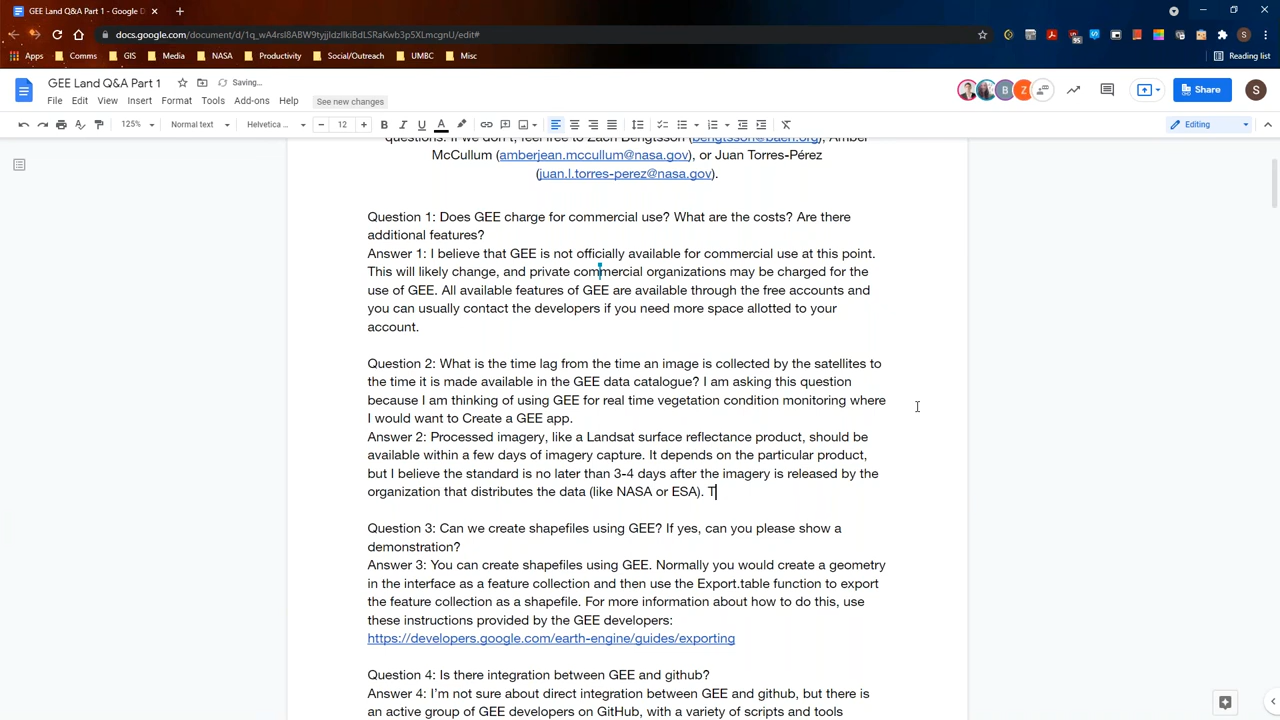 GEE Land Q&A Part 1 - Google D
docs.google.com/document/d/1q_wA4rsI8ABW9tyjjIdzIlkiBdLSRaKwb3p5XLmcgnU/edit#
Apps Comms GIS Media NASA Productivity Social/Outreach UMBC Misc Reading list
GEE Land Q&A Part 1 Saving...
File Edit View Insert Format Tools Add-ons Help See new changes
B Z Share S
125% Normal text Helvetica ... 12 B I U A Editing
questions. If we don't, feel free to Zach Bengtsson (bengtsson@baeri.org), Amber
McCullum (amberjean.mccullum@nasa.gov), or Juan Torres-Pérez
(juan.l.torres-perez@nasa.gov).
Question 1: Does GEE charge for commercial use? What are the costs? Are there
additional features?
Answer 1: I believe that GEE is not officially available for commercial use at this point.
This will likely change, and private commercial organizations may be charged for the
use of GEE. All available features of GEE are available through the free accounts and
you can usually contact the developers if you need more space allotted to your
account.
Question 2: What is the time lag from the time an image is collected by the satellites to
the time it is made available in the GEE data catalogue? I am asking this question
because I am thinking of using GEE for real time vegetation condition monitoring where
I would want to Create a GEE app.
Answer 2: Processed imagery, like a Landsat surface reflectance product, should be
available within a few days of imagery capture. It depends on the particular product,
but I believe the standard is no later than 3-4 days after the imagery is released by the
organization that distributes the data (like NASA or ESA). T
Question 3: Can we create shapefiles using GEE? If yes, can you please show a
demonstration?
Answer 3: You can create shapefiles using GEE. Normally you would create a geometry
in the interface as a feature collection and then use the Export.table function to export
the feature collection as a shapefile. For more information about how to do this, use
these instructions provided by the GEE developers:
https://developers.google.com/earth-engine/guides/exporting
Question 4: Is there integration between GEE and github?
Answer 4: I'm not sure about direct integration between GEE and github, but there is
an active group of GEE developers on GitHub, with a variety of scripts and tools